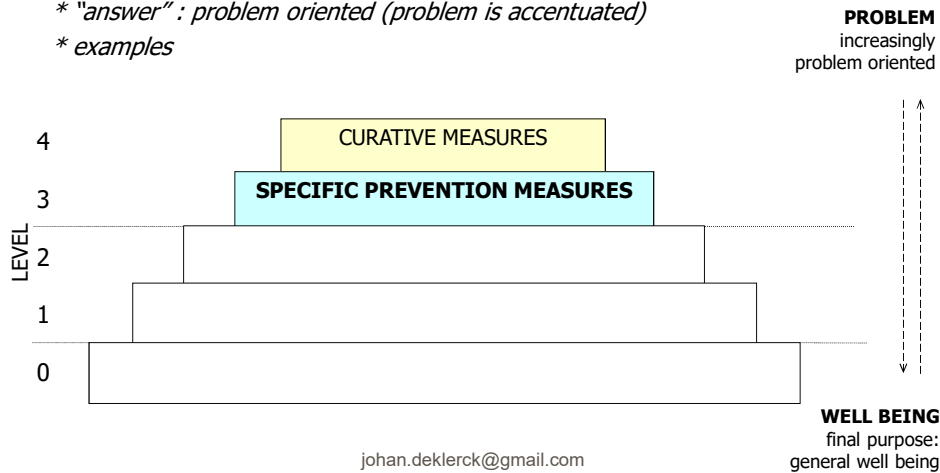 * “answer” : problem oriented (problem is accentuated)
* examples
PROBLEM
increasingly
problem oriented
4
CURATIVE MEASURES
3
SPECIFIC PREVENTION MEASURES
LEVEL
2
1
0
WELL BEING
final purpose:
general well being
johan.deklerck@gmail.com